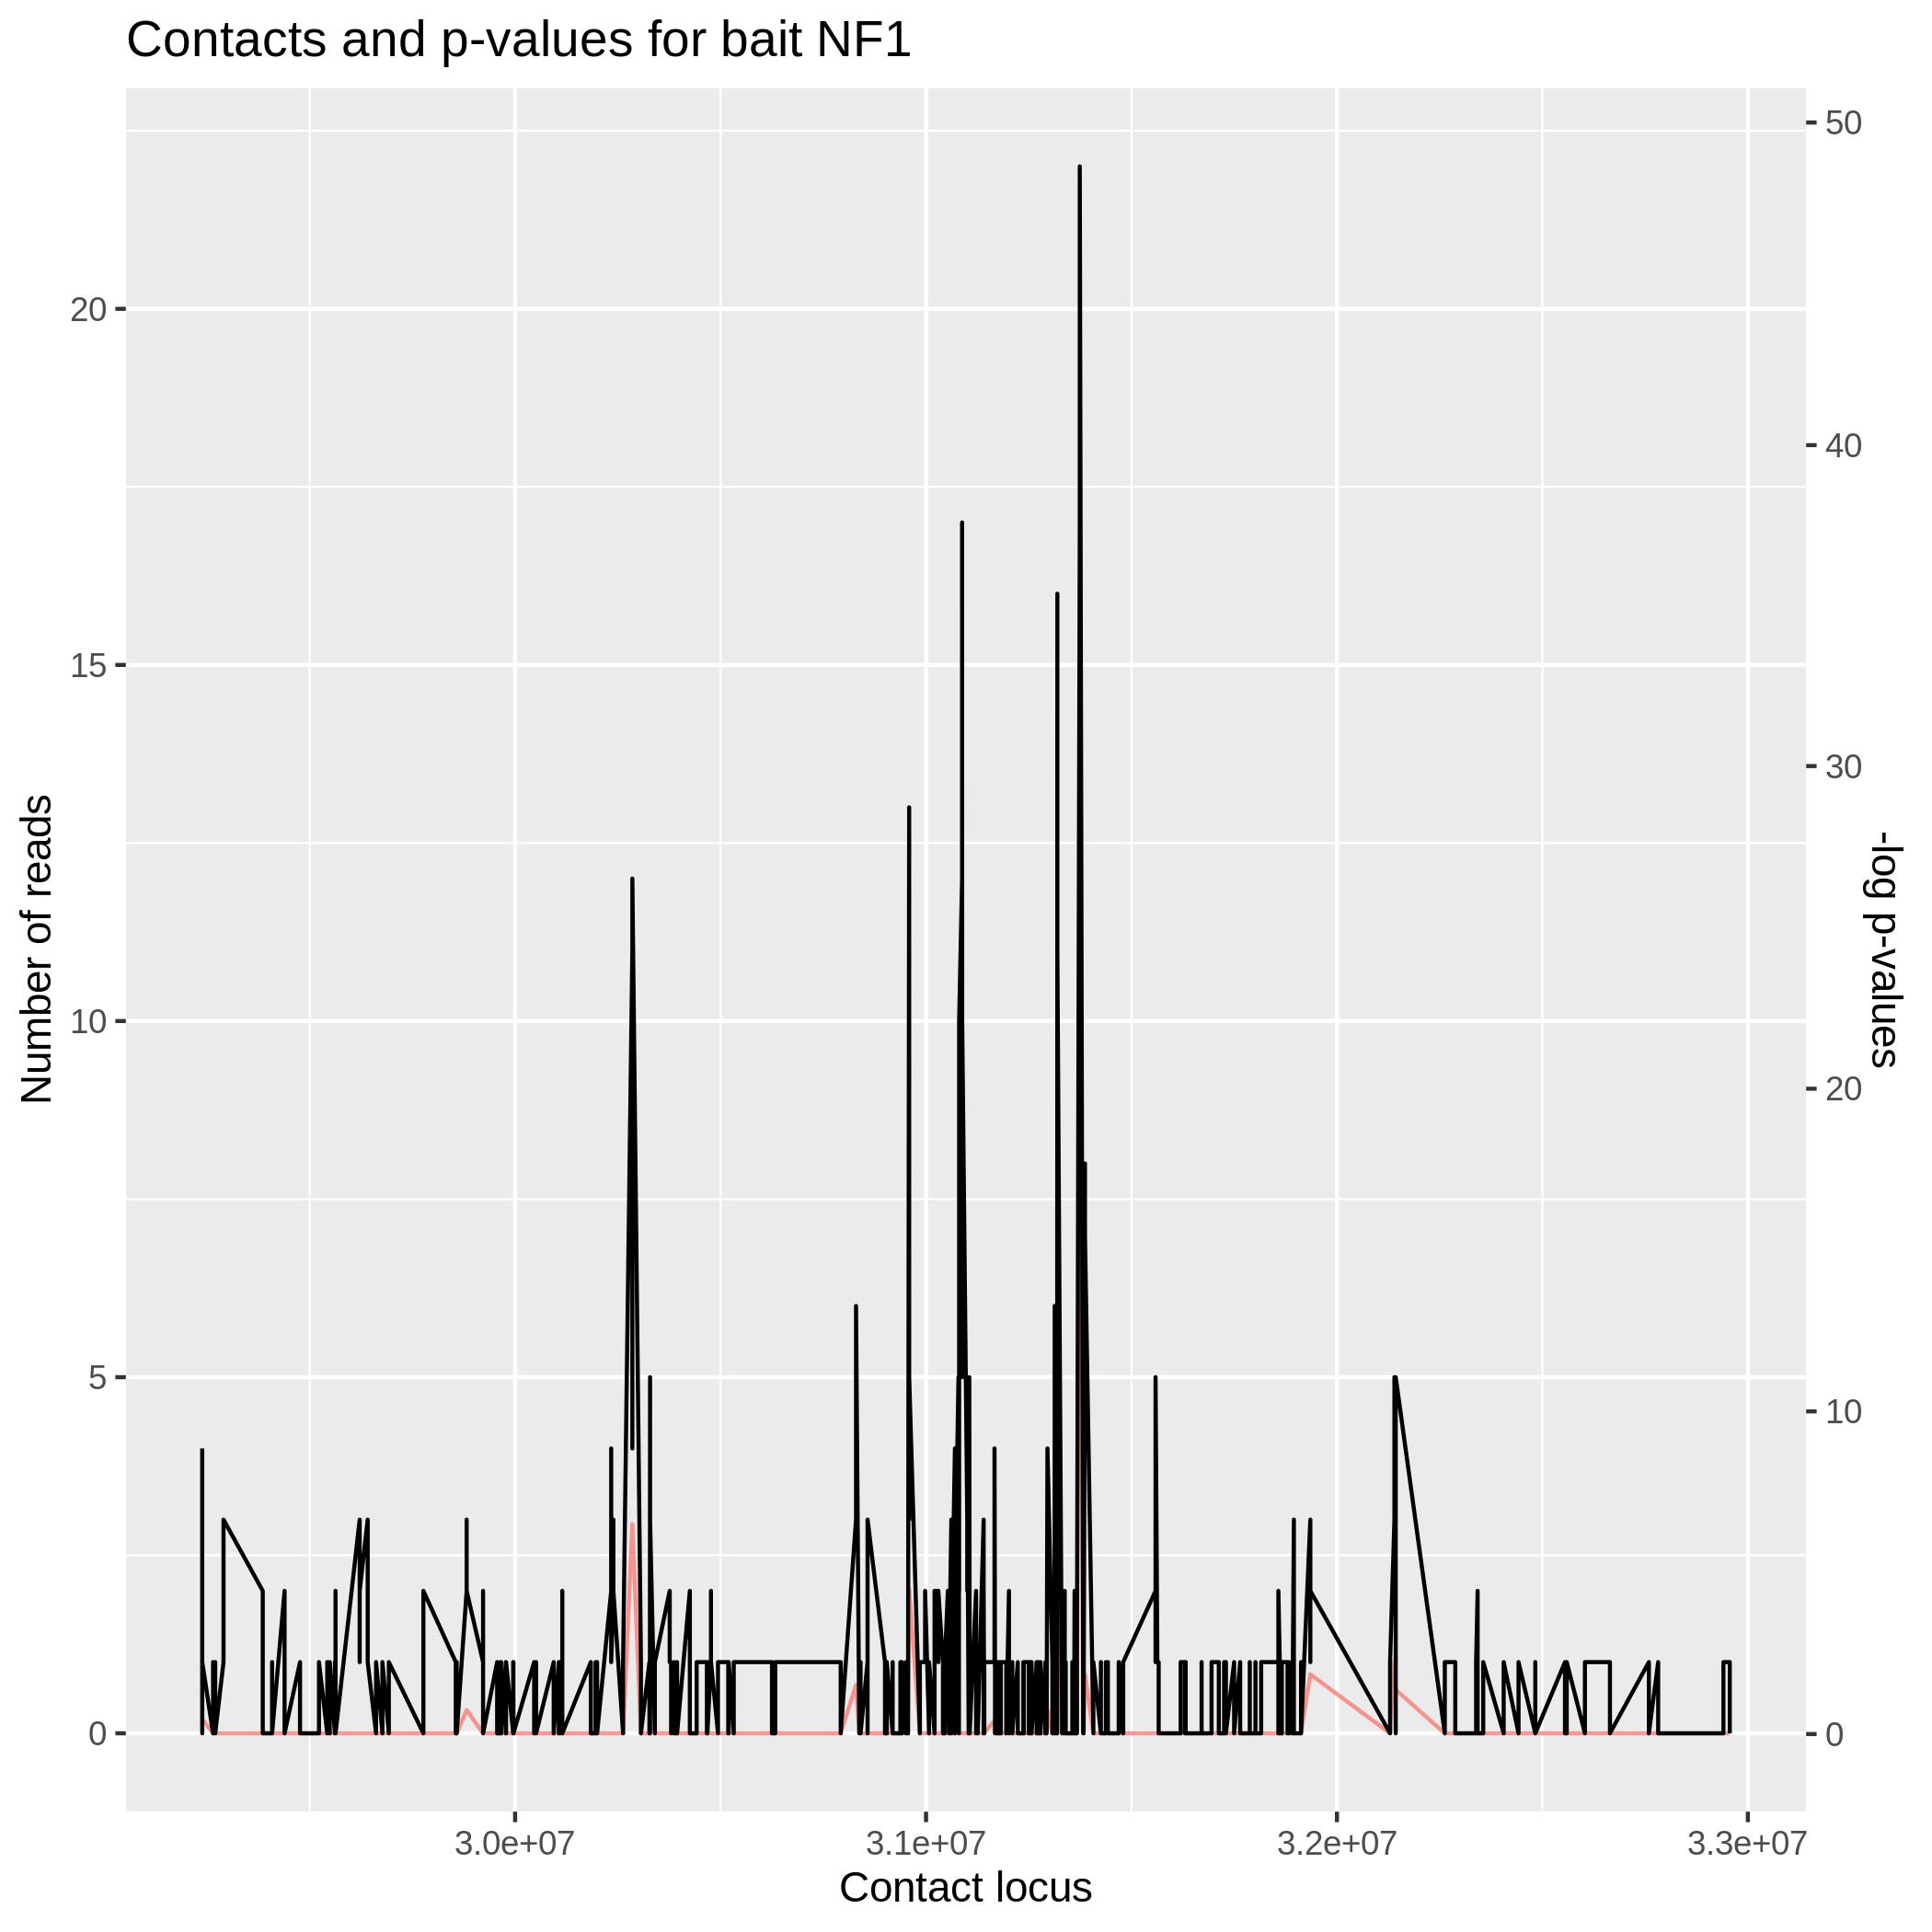 Contacts and p-values for bait NF1
Number of reads
20
15
10
5
0
50
40
30
20
10
0
-log p-values
3.0e+07
3.1e+07
3.2e+07
3.3e+07
Contact locus